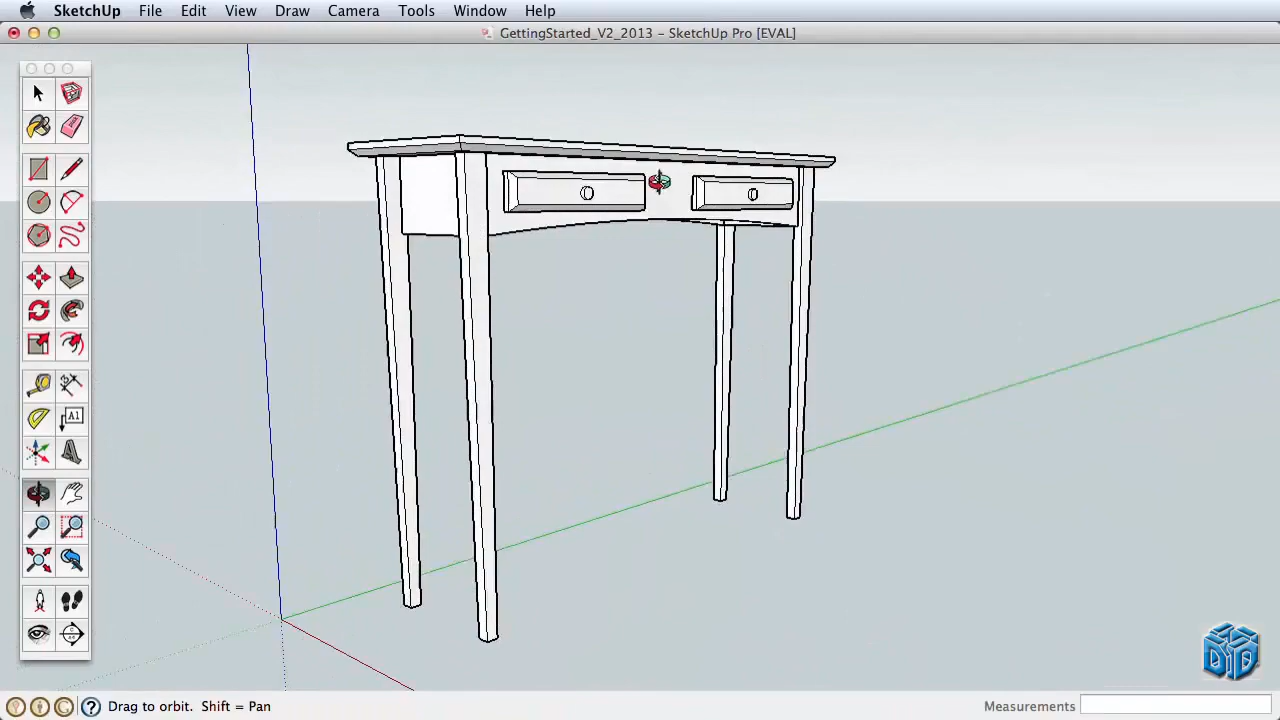 SketchUp File Edit View Draw Camera Tools Window Help
GettingStarted_V2_2013 - SketchUp Pro [EVAL]
A1
Drag to orbit. Shift = Pan
Measurements